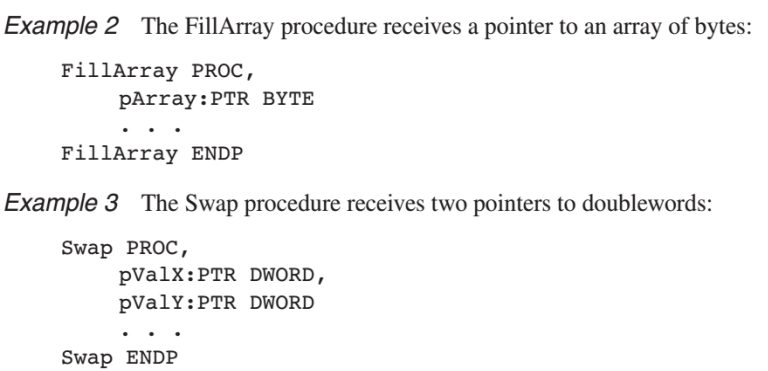 Example 2 The FillArray procedure receives a pointer to an array of bytes:
FillArray PROC,
pArray:PTR BYTE
. . .
FillArray ENDP
Example 3 The Swap procedure receives two pointers to doublewords:
Swap PROC,
pValX:PTR DWORD,
pValY:PTR DWORD
. . .
Swap ENDP